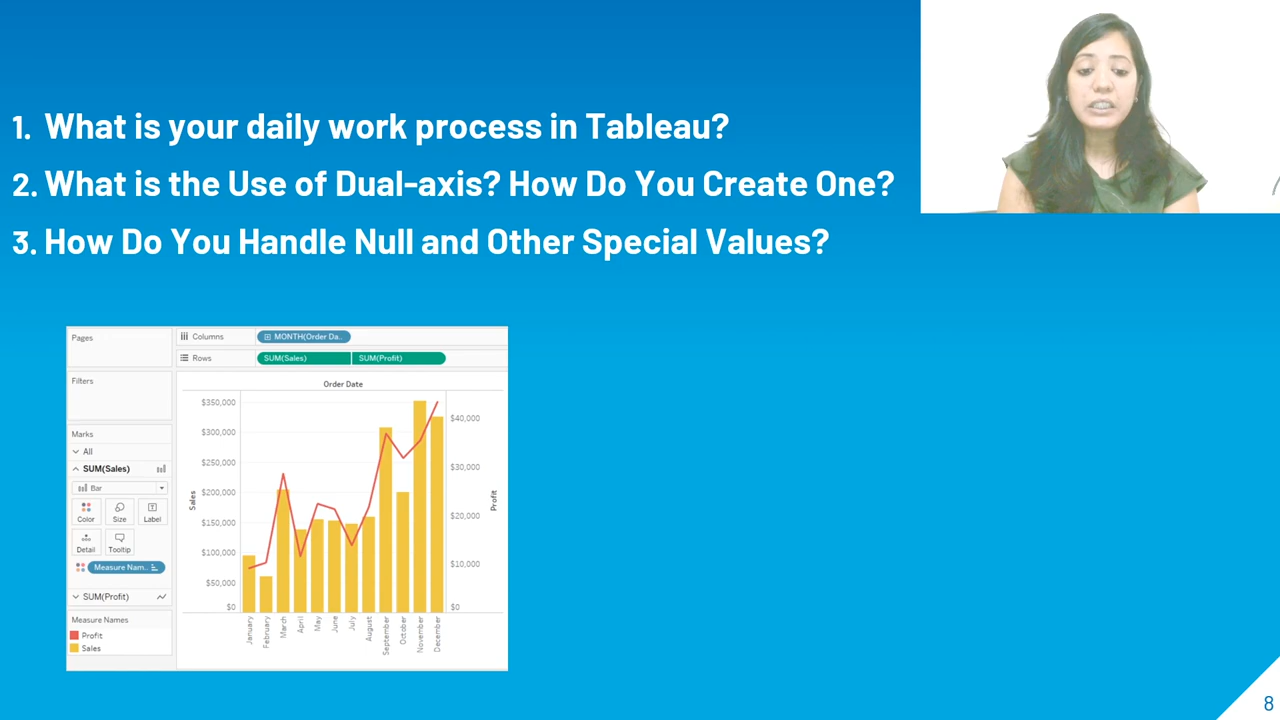 1. What is your daily work process in Tableau?
2. What is the Use of Dual-axis? How Do You Create One?
3. How Do You Handle Null and Other Special Values?
Pages
Columns
MONTH(Order Da..
Rows
SUM(Sales)
SUM(Profit)
Filters
Marks
All
SUM(Sales)
Bar
Color
Size
Label
Detail
Tooltip
Measure Nam..
SUM(Profit)
Measure Names
Profit
Sales
Order Date
$350,000
$300,000
$250,000
$200,000
$150,000
$100,000
$50,000
$0
Sales
$40,000
$30,000
$20,000
$10,000
$0
Profit
January
February
March
April
May
June
July
August
September
October
November
December
8